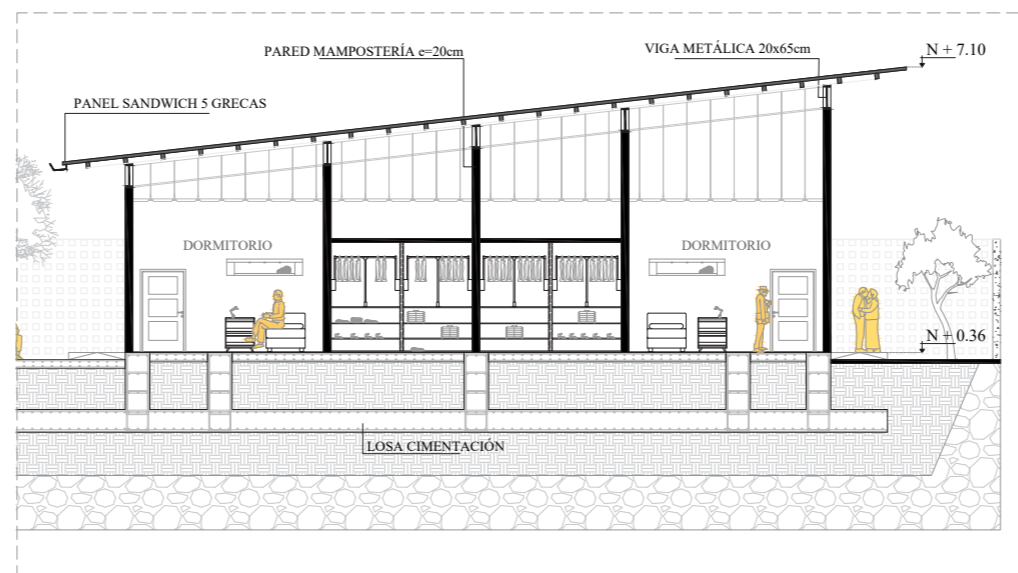 PARED MAMPOSTERÍA e=20cm
VIGA METÁLICA 20x65cm
N + 7.10
PANEL SANDWICH 5 GRECAS
DORMITORIO
DORMITORIO
N + 0.36
LOSA CIMENTACIÓN